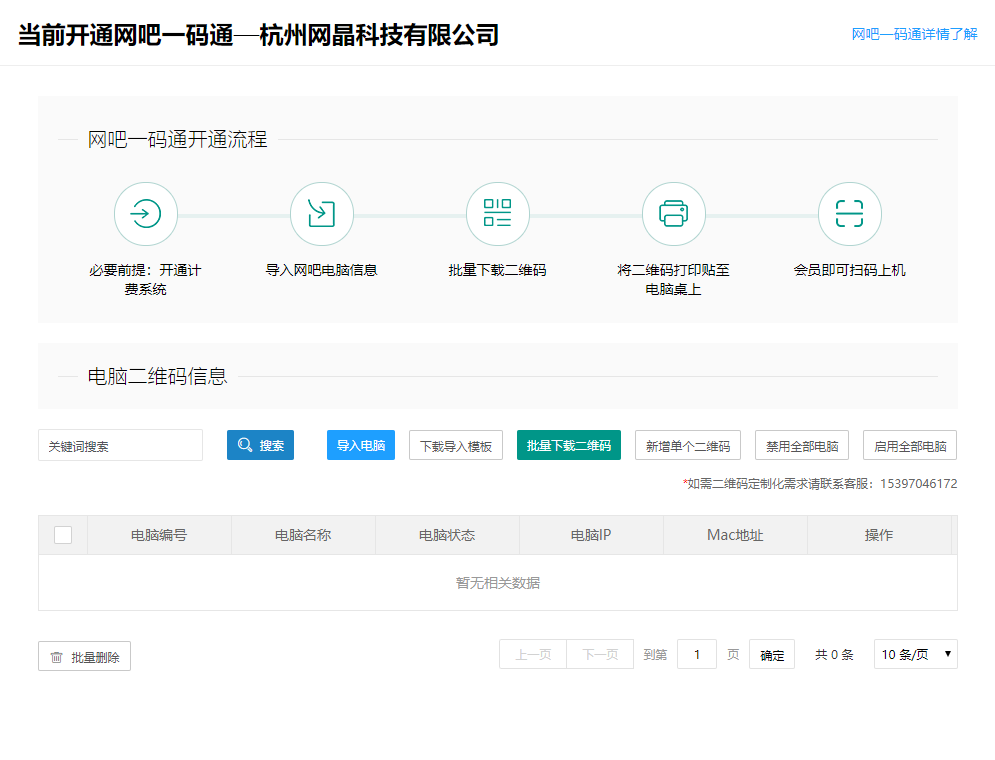 当前开通网吧一码通—杭州网晶科技有限公司
网吧一码通详情了解
网吧一码通开通流程
必要前提：开通计
费系统
导入网吧电脑信息
批量下载二维码
将二维码打印贴至
电脑桌上
会员即可扫码上机
电脑二维码信息
关键词搜索 搜索 导入电脑 下载导入模板 批量下载二维码 新增单个二维码 禁用全部电脑 启用全部电脑
*如需二维码定制化需求请联系客服：15397046172
电脑编号 电脑名称 电脑状态 电脑IP Mac地址 操作
暂无相关数据
批量删除 上一页 下一页 到第 1 页 确定 共 0 条 10 条/页